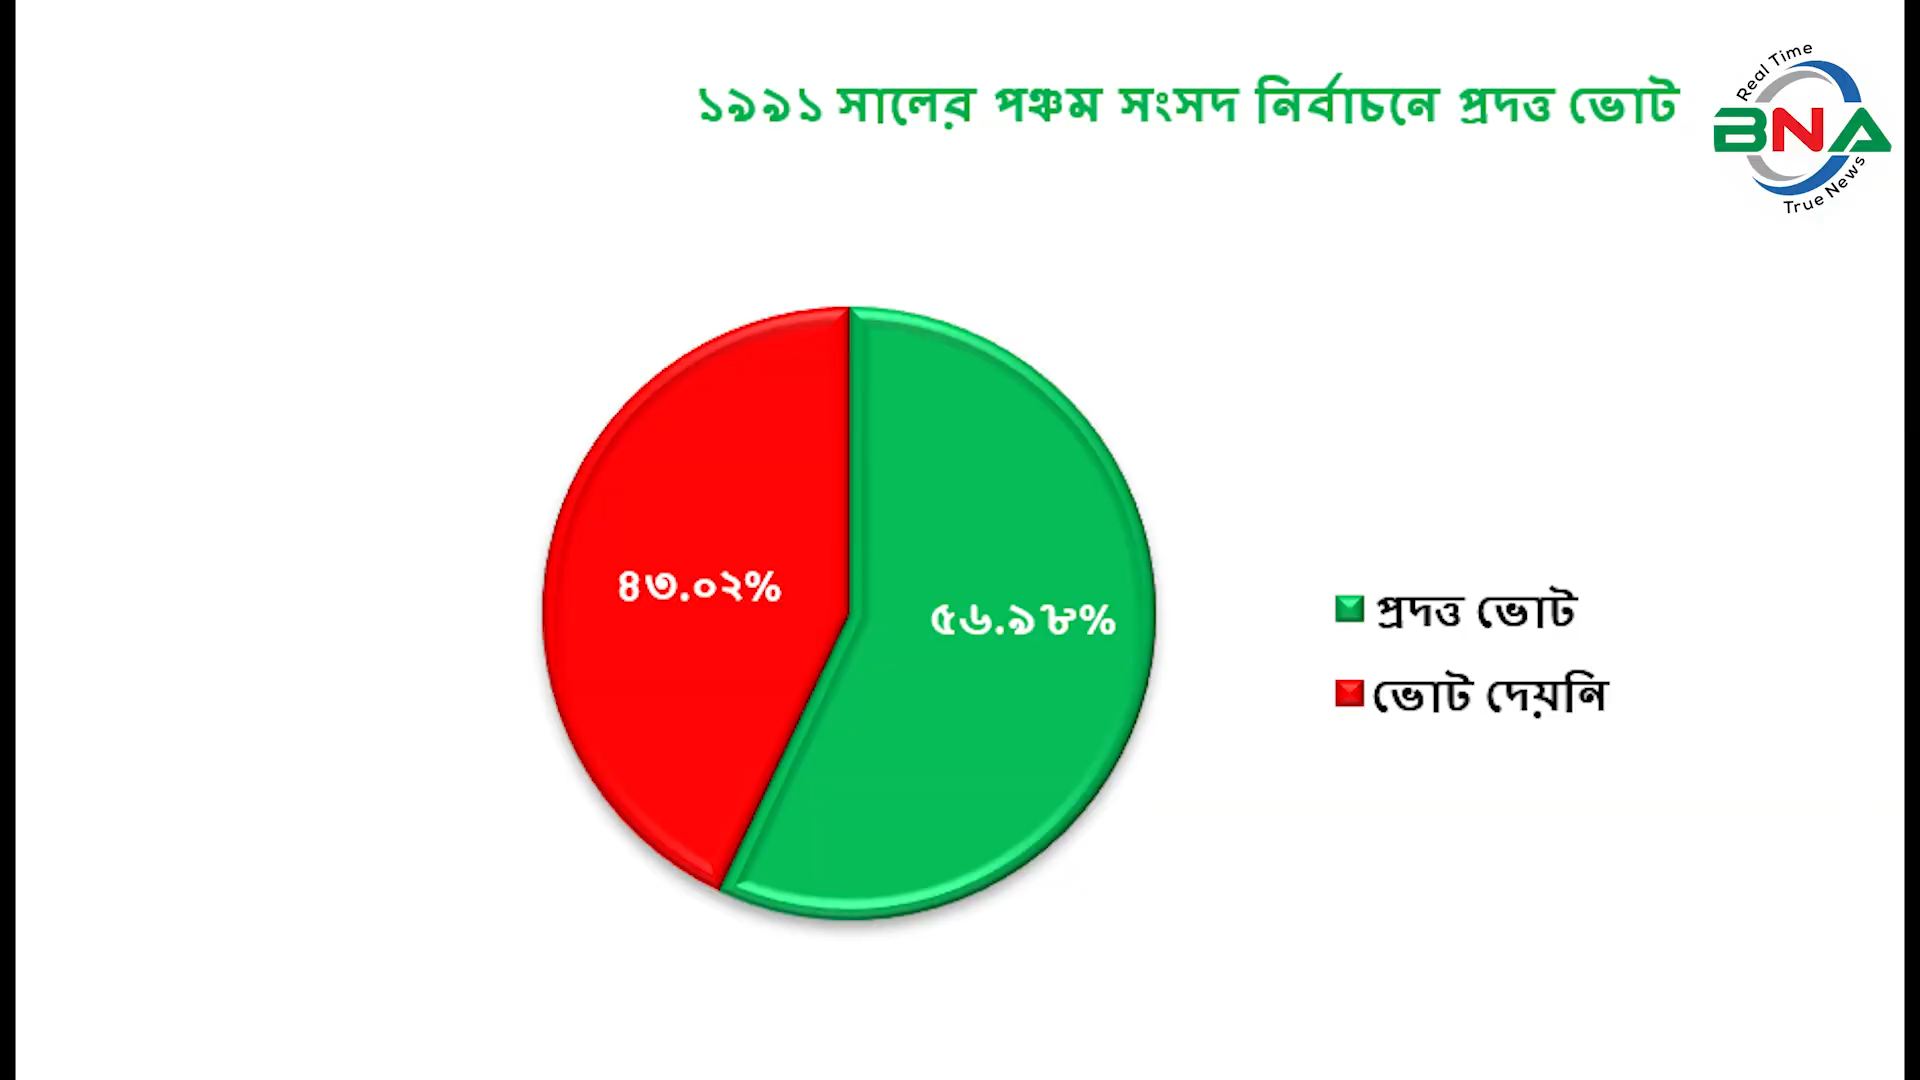 ১৯৯১ সালের পঞ্চম সংসদ নির্বাচনে প্রদত্ত ভোট
Real Time
BNA
True News
৪৩.০২%
৫৬.৯৮%
প্রদত্ত ভোট
ভোট দেয়নি